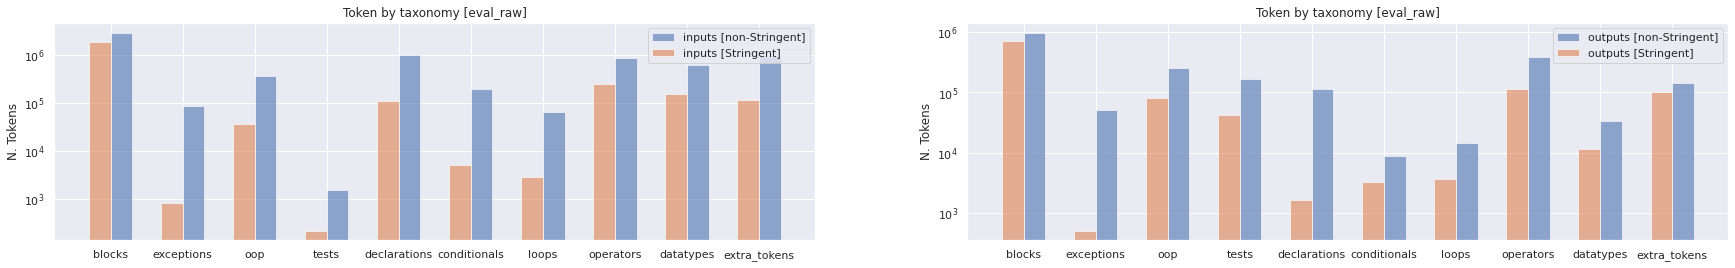 Token by taxonomy [eval_raw]
N. Tokens
10^6
10^5
10^4
10^3
inputs [non-Stringent]
inputs [Stringent]
blocks exceptions oop tests declarations conditionals loops operators datatypes extra_tokens
Token by taxonomy [eval_raw]
N. Tokens
10^6
10^5
10^4
10^3
outputs [non-Stringent]
outputs [Stringent]
blocks exceptions oop tests declarations conditionals loops operators datatypes extra_tokens